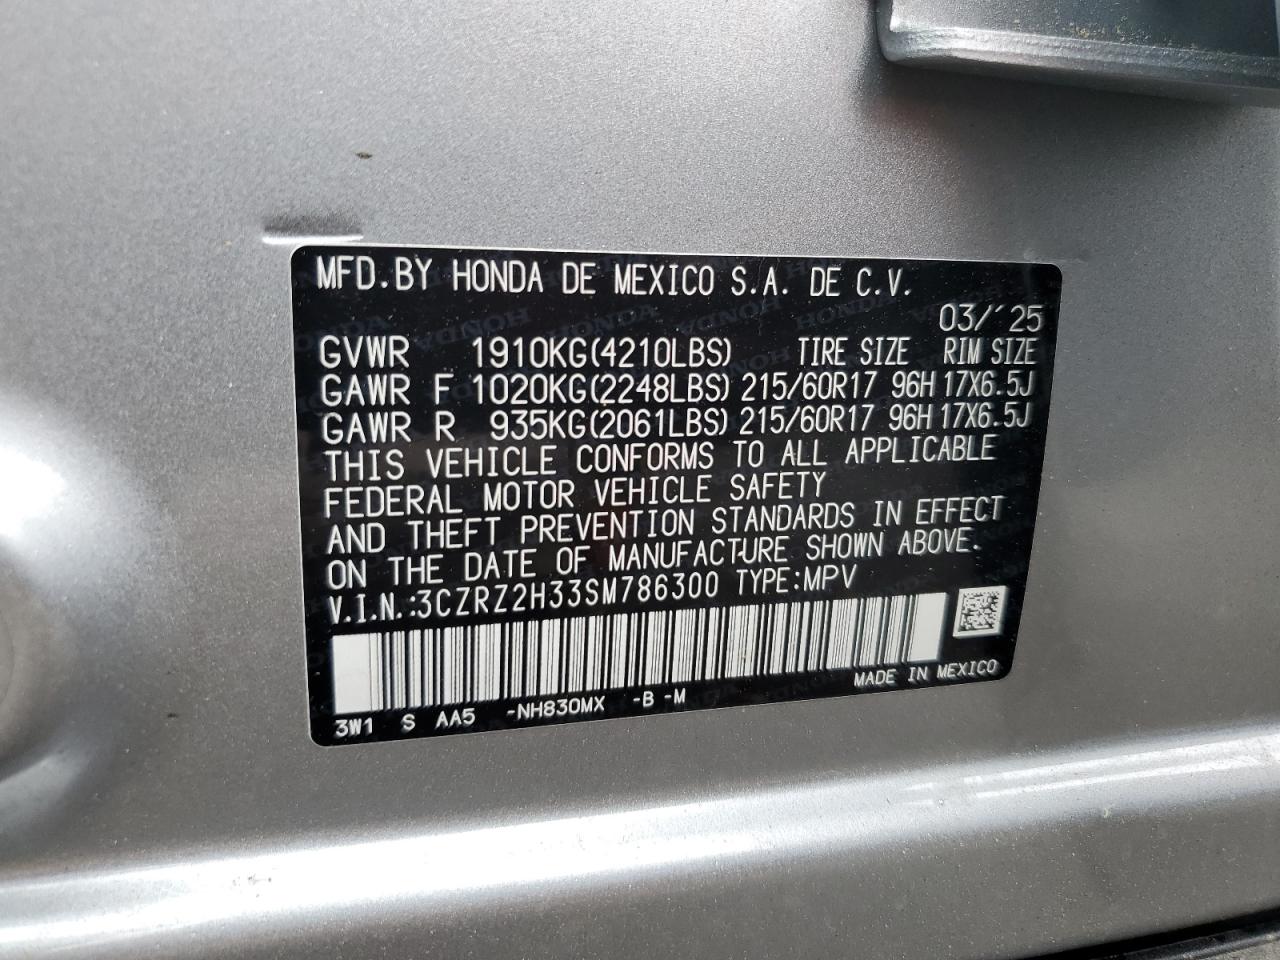 MFD.BY HONDA DE MEXICO S.A. DE C.V.
03/´25
GVWR 1910KG(4210LBS) TIRE SIZE RIM SIZE
GAWR F 1020KG(2248LBS) 215/60R17 96H 17X6.5J
GAWR R 935KG(2061LBS) 215/60R17 96H 17X6.5J
THIS VEHICLE CONFORMS TO ALL APPLICABLE
FEDERAL MOTOR VEHICLE SAFETY
AND THEFT PREVENTION STANDARDS IN EFFECT
ON THE DATE OF MANUFACTURE SHOWN ABOVE.
V.I.N.:3CZRZ2H33SM786300 TYPE:MPV
MADE IN MEXICO
3W1 S AA5 -NH830MX -B -M